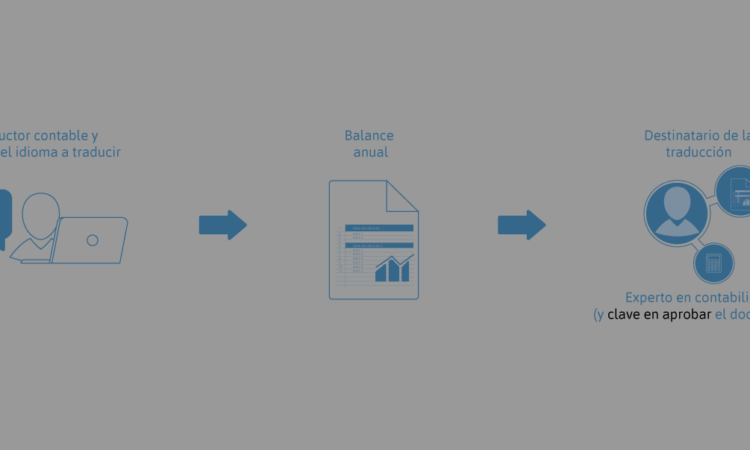 uctor contable y
el idioma a traducir
Balance
anual
Destinatario de la
traducción
Experto en contabili
(y clave en aprobar el doc